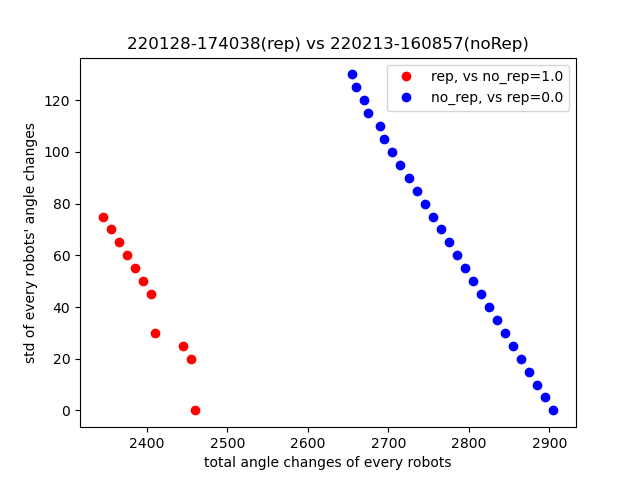 220128-174038(rep) vs 220213-160857(noRep)
rep, vs no_rep=1.0
no_rep, vs rep=0.0
std of every robots' angle changes
120
100
80
60
40
20
0
2400 2500 2600 2700 2800 2900
total angle changes of every robots